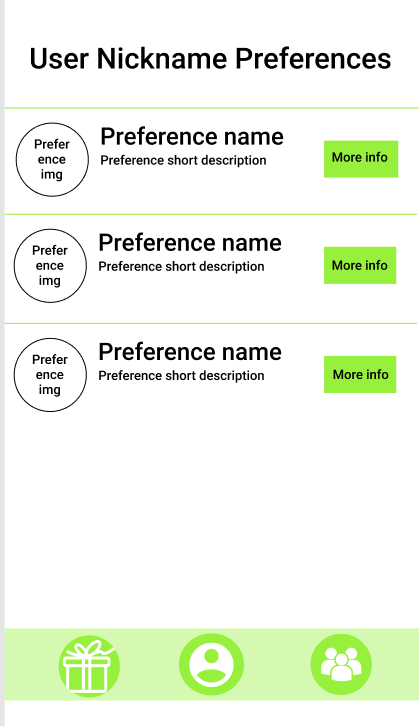 User Nickname Preferences
Prefer
ence
img
Preference name
Preference short description
More info
Prefer
ence
img
Preference name
Preference short description
More info
Prefer
ence
img
Preference name
Preference short description
More info